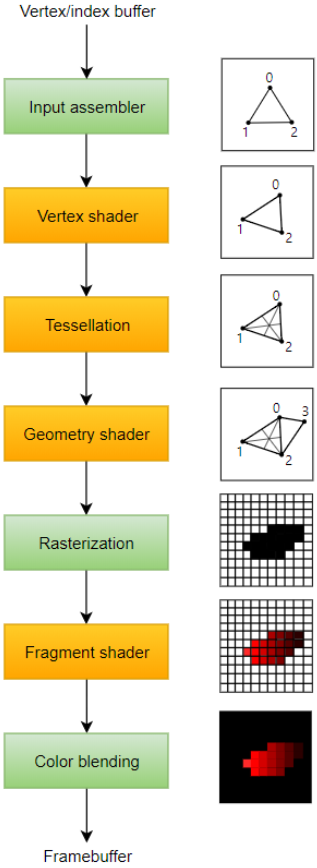 Vertex/index buffer
Input assembler
0
1
2
Vertex shader
0
1
2
Tessellation
0
1
2
Geometry shader
0
3
1
2
Rasterization
Fragment shader
Color blending
Framebuffer